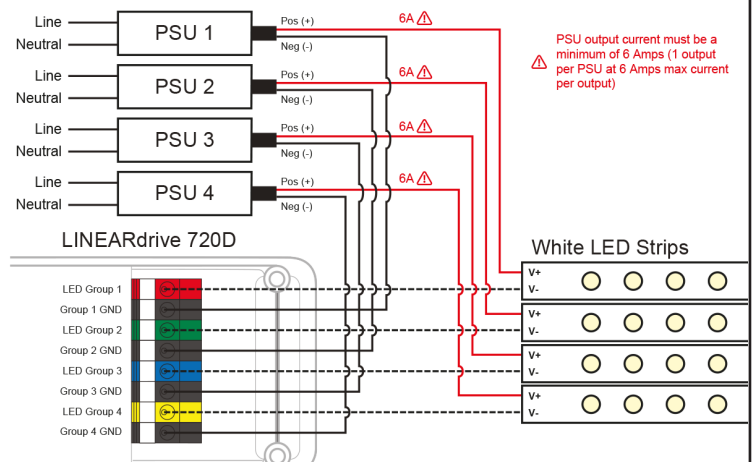 Line
Neutral
PSU 1
Pos (+)
Neg (-)
6A
PSU output current must be a
minimum of 6 Amps (1 output
per PSU at 6 Amps max current
per output)
Line
Neutral
PSU 2
Pos (+)
Neg (-)
6A
Line
Neutral
PSU 3
Pos (+)
Neg (-)
6A
Line
Neutral
PSU 4
Pos (+)
Neg (-)
6A
LINEARdrive 720D
White LED Strips
LED Group 1
Group 1 GND
LED Group 2
Group 2 GND
LED Group 3
Group 3 GND
LED Group 4
Group 4 GND
V+
V-
V+
V-
V+
V-
V+
V-